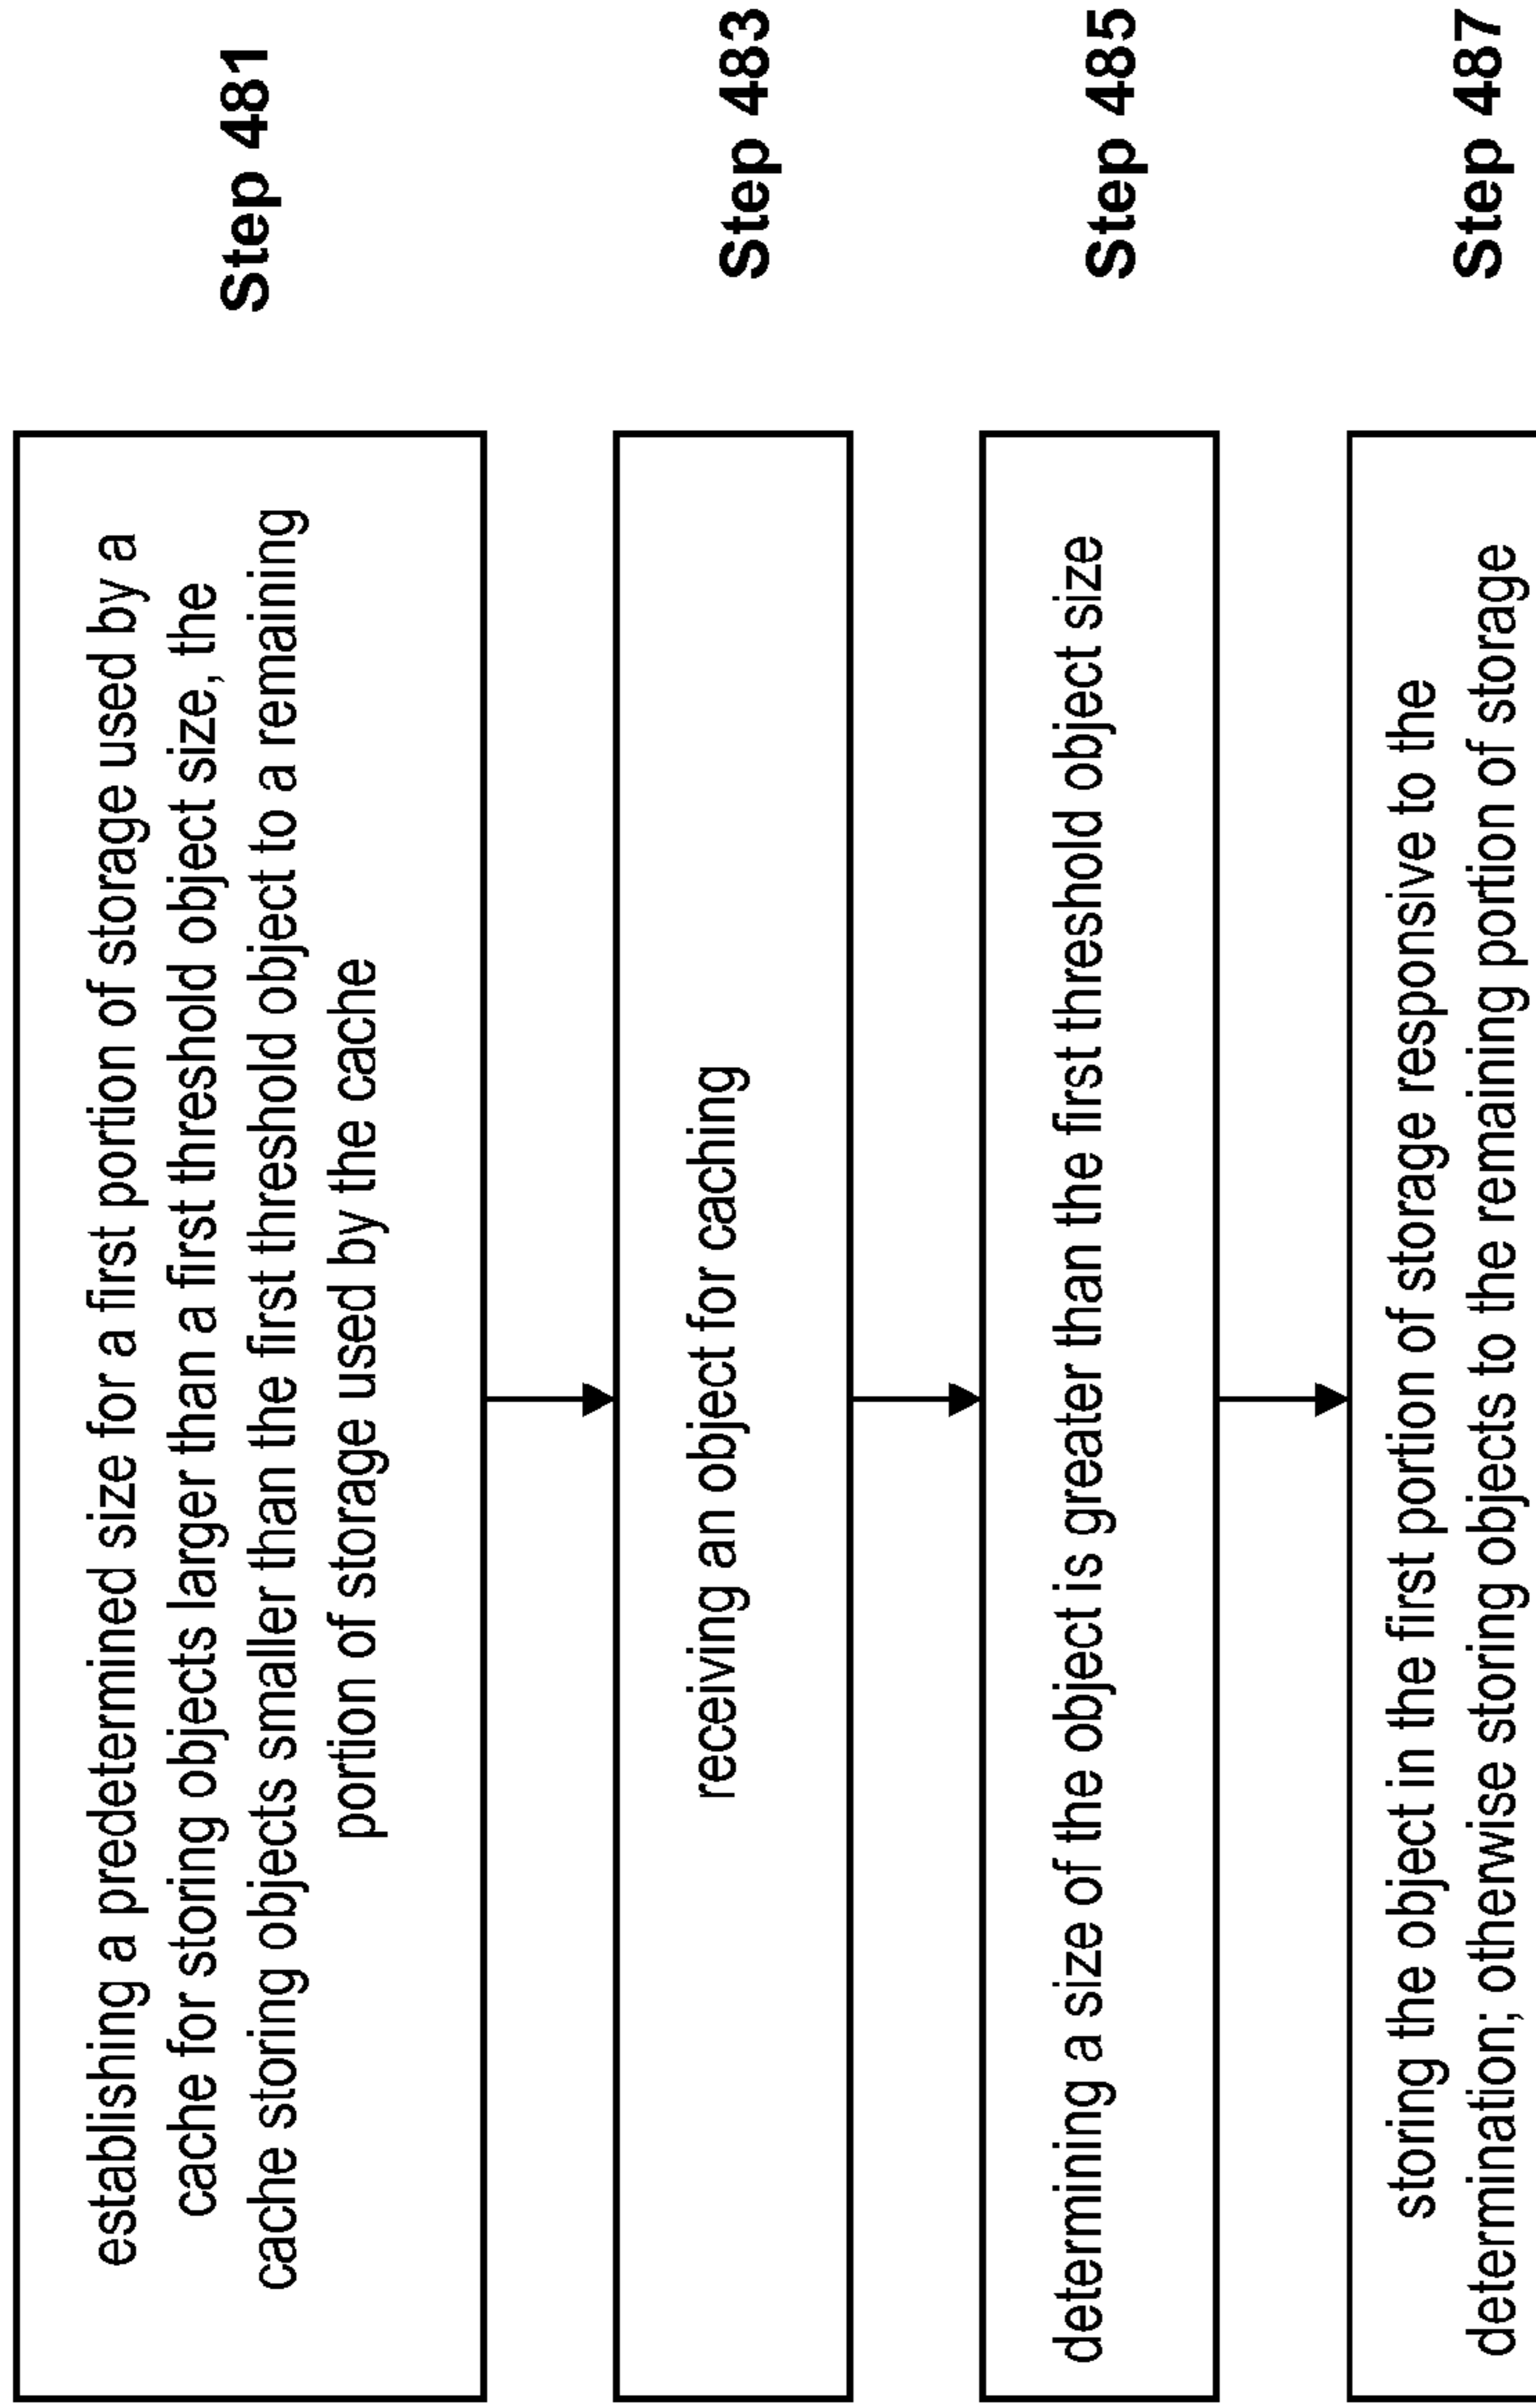 establishing a predetermined size for a first portion of storage used by a
cache for storing objects larger than a first threshold object size, the
cache storing objects smaller than the first threshold object to a remaining
portion of storage used by the cache
Step 481
receiving an object for caching
Step 483
determining a size of the object is greater than the first threshold object size
Step 485
storing the object in the first portion of storage responsive to the
determination; otherwise storing objects to the remaining portion of storage
Step 487